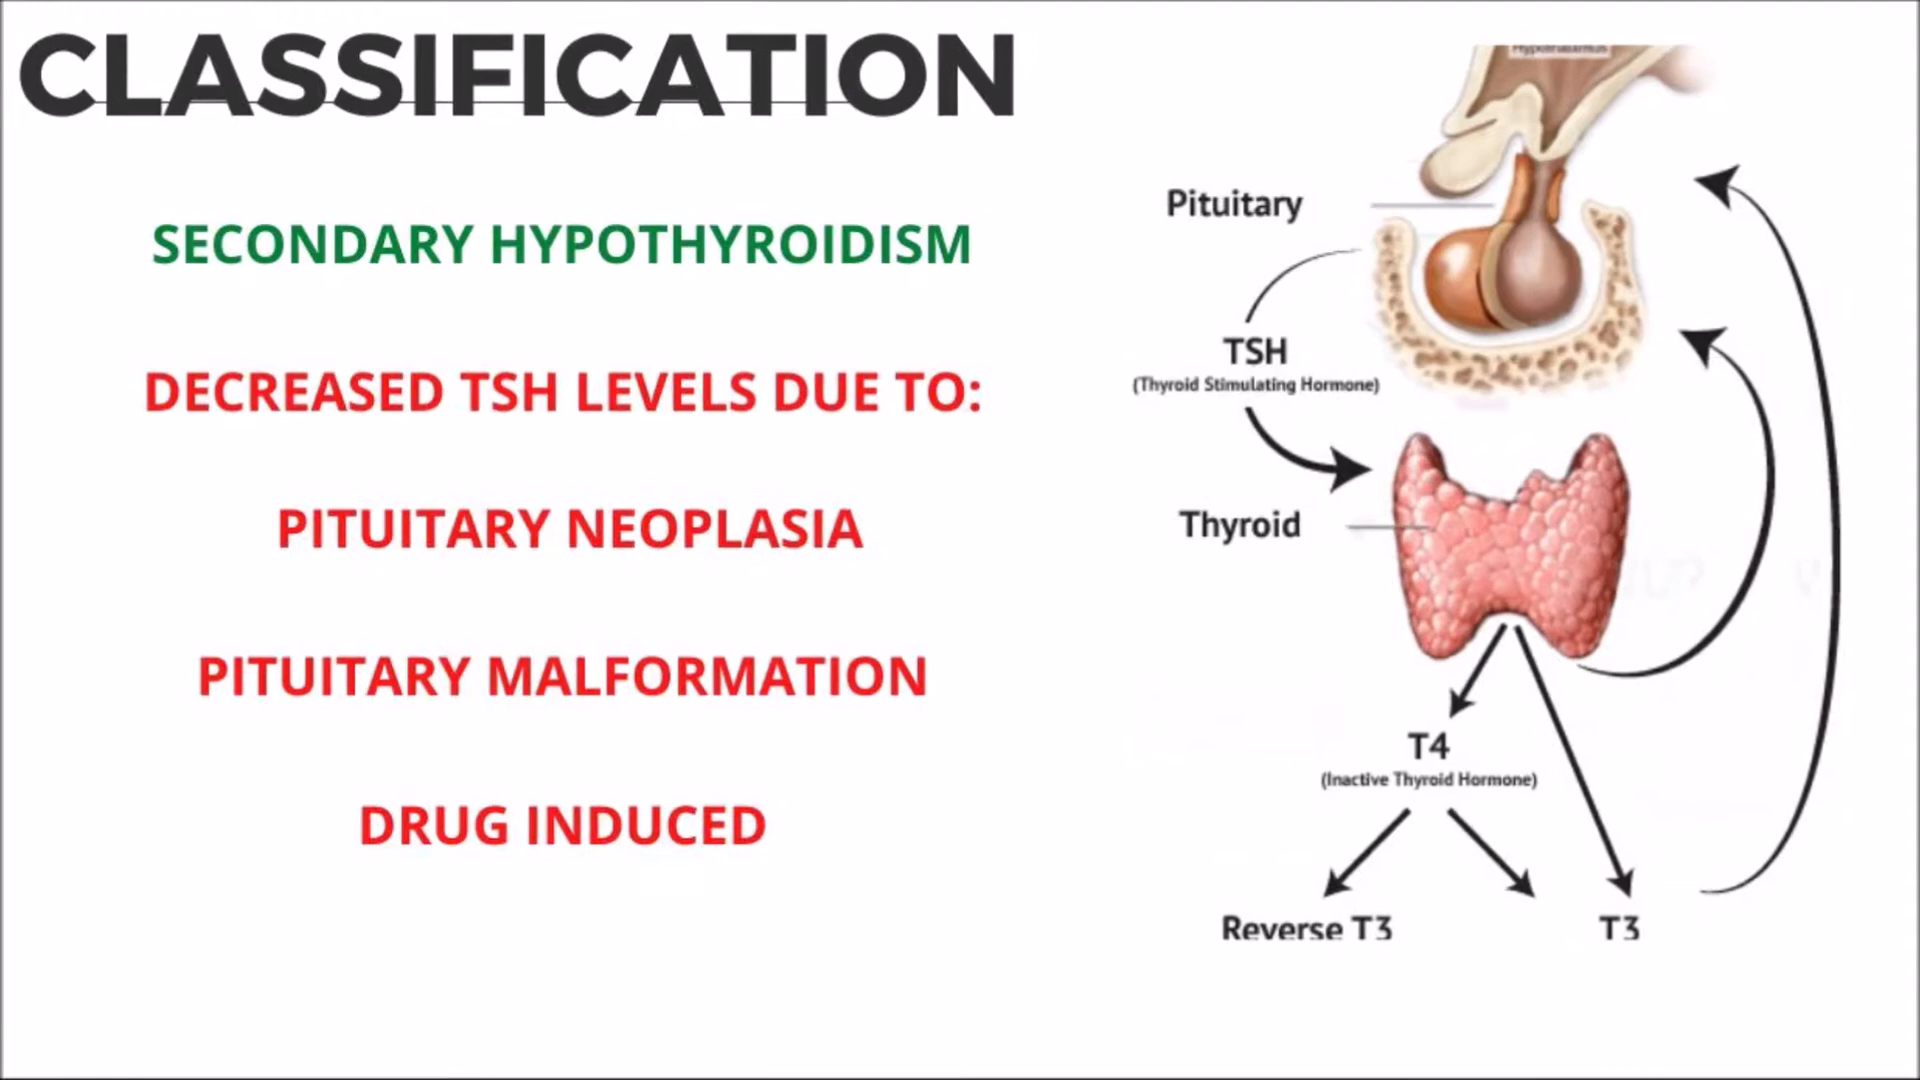 CLASSIFICATION
SECONDARY HYPOTHYROIDISM
DECREASED TSH LEVELS DUE TO:
PITUITARY NEOPLASIA
PITUITARY MALFORMATION
DRUG INDUCED
Hypothalamus
Pituitary
TSH
(Thyroid Stimulating Hormone)
Thyroid
T4
(Inactive Thyroid Hormone)
Reverse T3
T3